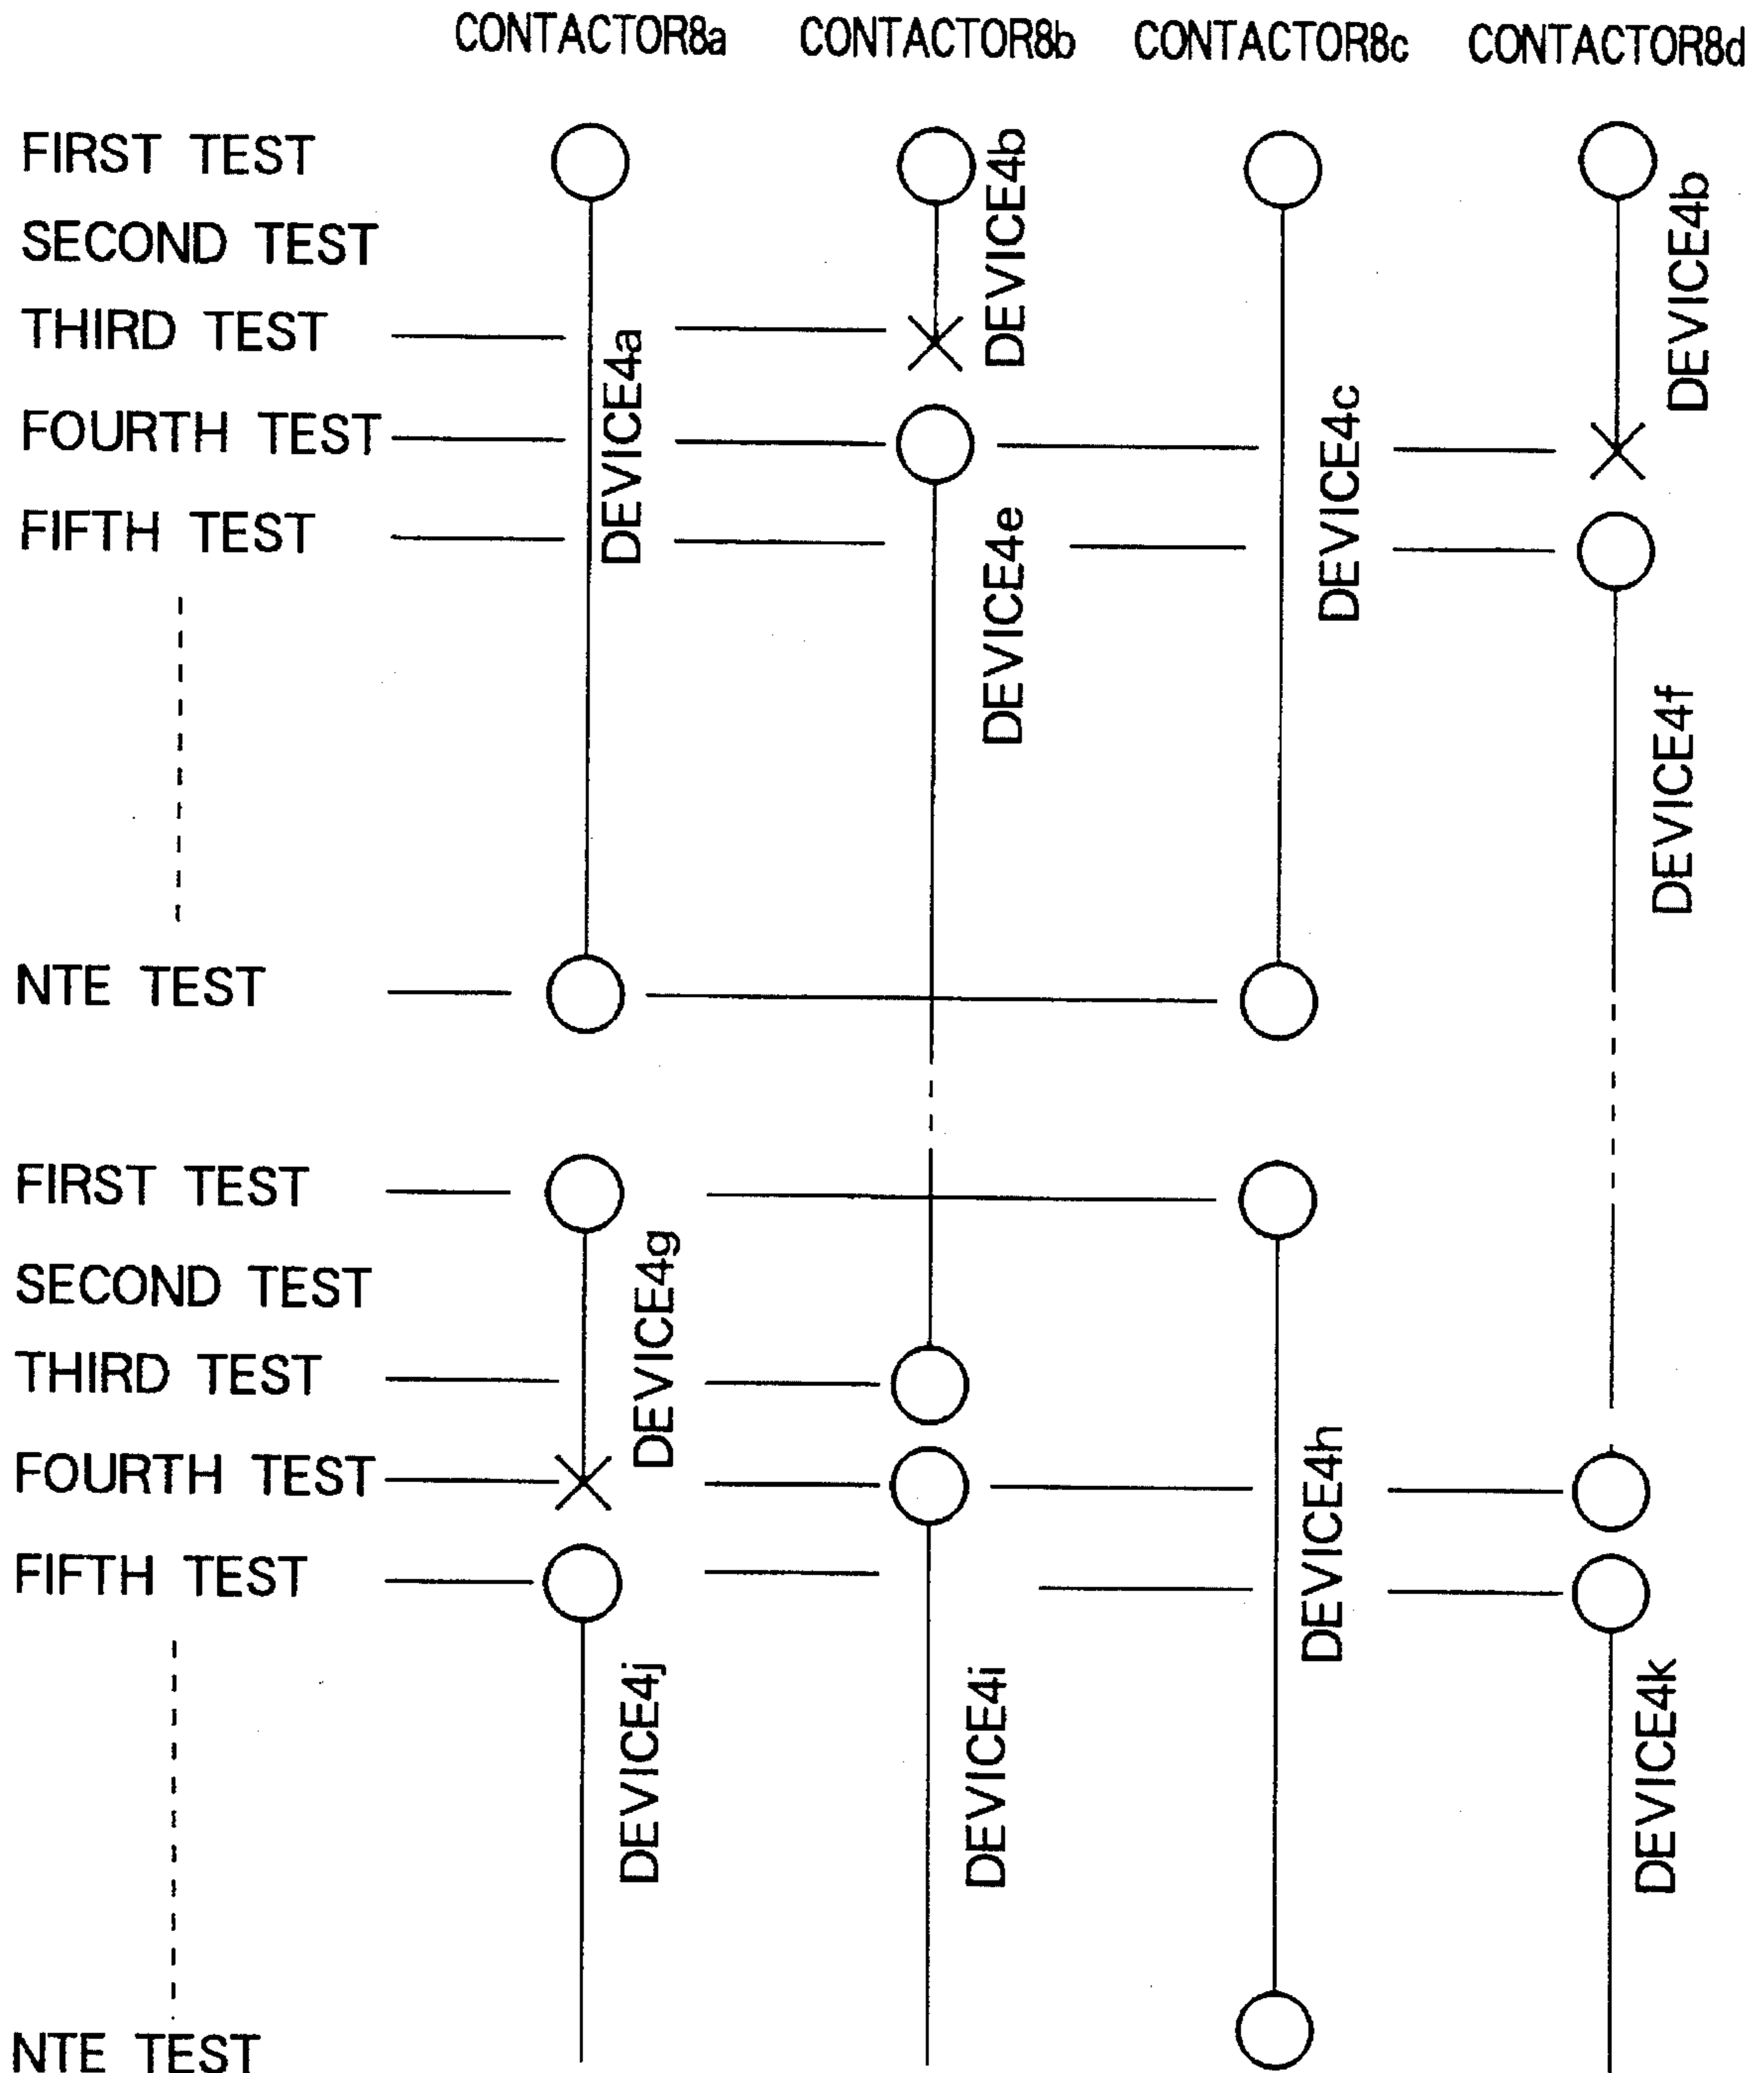 CONTACTOR8a CONTACTOR8b CONTACTOR8c CONTACTOR8d
FIRST TEST
SECOND TEST
THIRD TEST
FOURTH TEST
FIFTH TEST
NTE TEST
DEVICE4a
DEVICE4b
DEVICE4e
DEVICE4c
DEVICE4b
DEVICE4f
FIRST TEST
SECOND TEST
THIRD TEST
FOURTH TEST
FIFTH TEST
NTE TEST
DEVICE4g
DEVICE4j
DEVICE4i
DEVICE4h
DEVICE4k